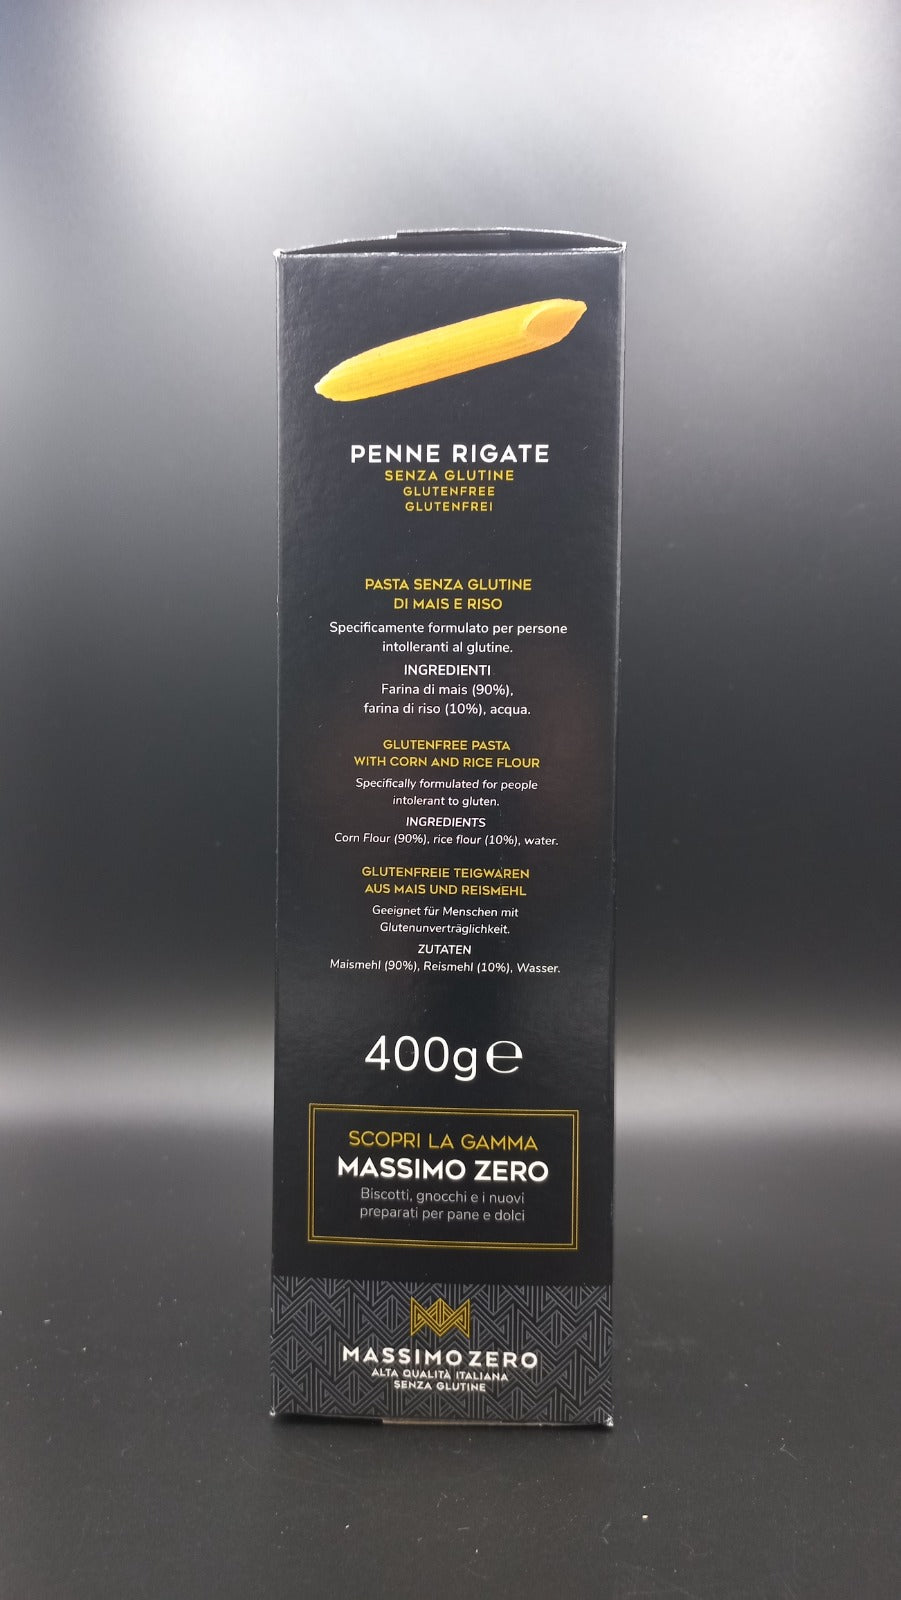 PENNE RIGATE
SENZA GLUTINE
GLUTENFREE
GLUTENFREI
PASTA SENZA GLUTINE
DI MAIS E RISO
Specificamente formulato per persone
intolleranti al glutine.
INGREDIENTI
Farina di mais (90%),
farina di riso (10%), acqua.
GLUTENFREE PASTA
WITH CORN AND RICE FLOUR
Specifically formulated for people
intolerant to gluten.
INGREDIENTS
Corn Flour (90%), rice flour (10%), water.
GLUTENFREIE TEIGWAREN
AUS MAIS UND REISMEHL
Geeignet für Menschen mit
Glutenunverträglichkeit.
ZUTATEN
Maismehl (90%), Reismehl (10%), Wasser.
400g ℮
SCOPRI LA GAMMA
MASSIMO ZERO
Biscotti, gnocchi e i nuovi
preparati per pane e dolci
MASSIMO ZERO
ALTA QUALITÀ ITALIANA
SENZA GLUTINE